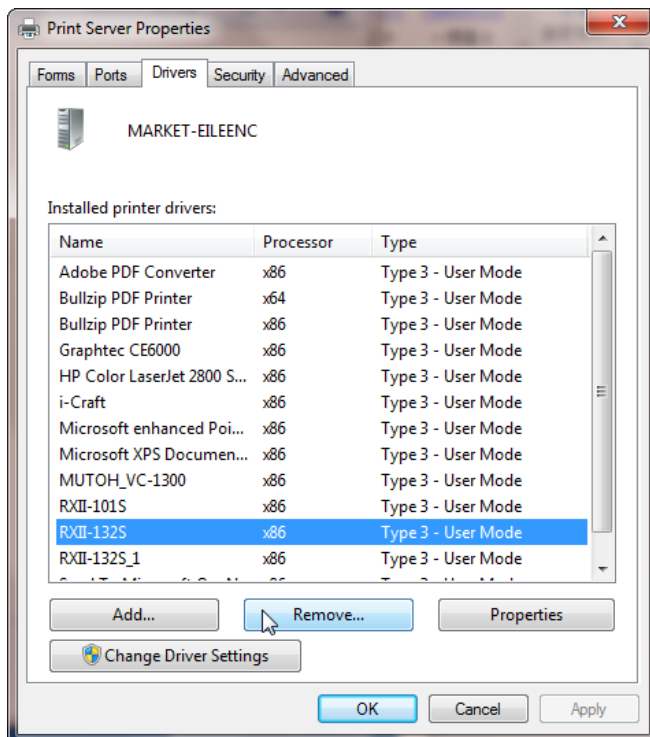 Print Server Properties
Forms Ports Drivers Security Advanced
MARKET-EILEENC
Installed printer drivers:
Name Processor Type
Adobe PDF Converter x86 Type 3 - User Mode
Bullzip PDF Printer x64 Type 3 - User Mode
Bullzip PDF Printer x86 Type 3 - User Mode
Graphtec CE6000 x86 Type 3 - User Mode
HP Color LaserJet 2800 S... x86 Type 3 - User Mode
i-Craft x86 Type 3 - User Mode
Microsoft enhanced Poi... x86 Type 3 - User Mode
Microsoft XPS Documen... x86 Type 3 - User Mode
MUTOH_VC-1300 x86 Type 3 - User Mode
RXII-101S x86 Type 3 - User Mode
RXII-132S x86 Type 3 - User Mode
RXII-132S_1 x86 Type 3 - User Mode
Add... Remove... Properties
Change Driver Settings
OK Cancel Apply